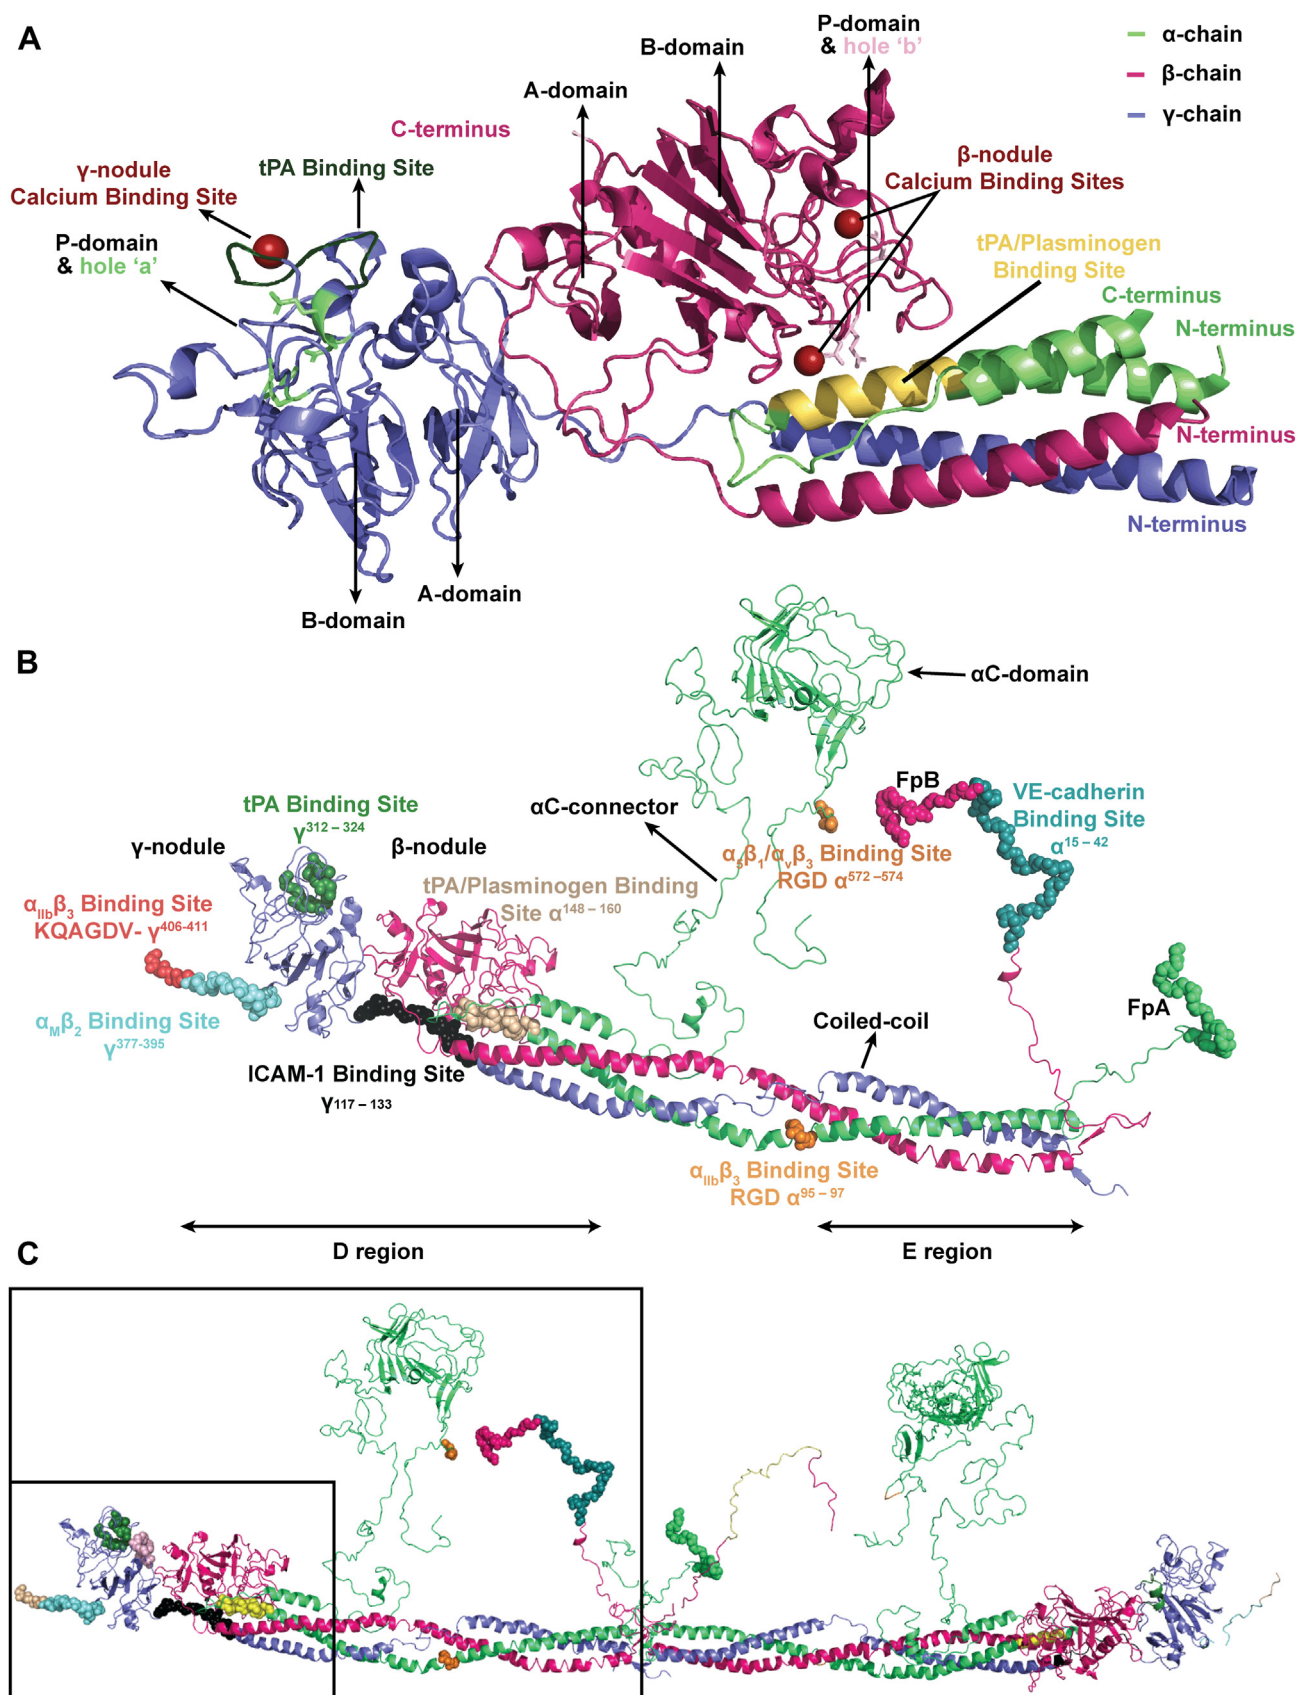 A
P-domain
& hole ‘b’
B-domain
A-domain
α-chain
β-chain
γ-chain
C-terminus
tPA Binding Site
γ-nodule
Calcium Binding Site
P-domain
& hole ‘a’
β-nodule
Calcium Binding Sites
tPA/Plasminogen
Binding Site
C-terminus
N-terminus
N-terminus
N-terminus
A-domain
B-domain
B
αC-domain
FpB
VE-cadherin
Binding Site
α15 – 42
αC-connector
tPA Binding Site
γ312 – 324
γ-nodule
β-nodule
α5β1/αvβ3 Binding Site
RGD α572 –574
tPA/Plasminogen Binding
Site α148 – 160
αIIbβ3 Binding Site
KQAGDV- γ406-411
FpA
αMβ2 Binding Site
γ377-395
Coiled-coil
ICAM-1 Binding Site
γ117 – 133
αIIbβ3 Binding Site
RGD α95 – 97
D region
E region
C